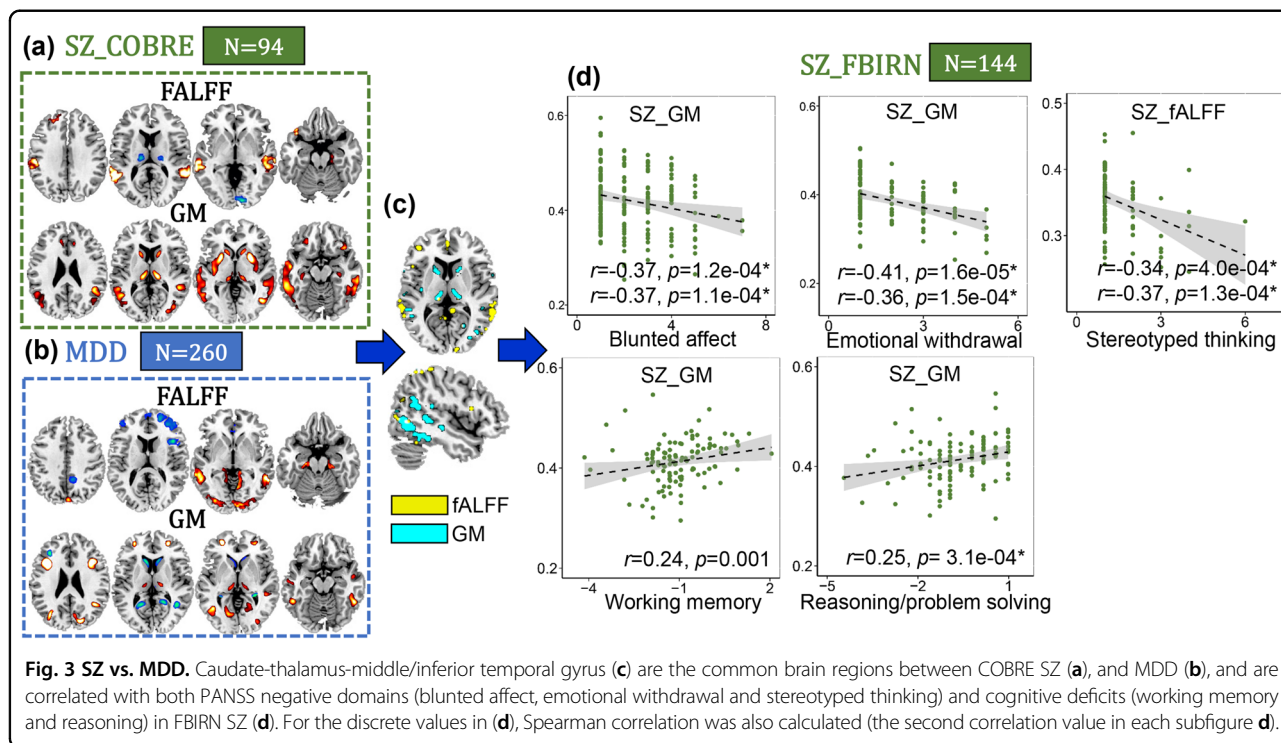 (a) SZ_COBRE N=94
FALFF
GM
(b) MDD N=260
FALFF
GM
(c)
fALFF
GM
(d) SZ_FBIRN N=144
SZ_GM
0.6
0.4
0.2
r=-0.37, p=1.2e-04*
r=-0.37, p=1.1e-04*
0 4 8
Blunted affect
SZ_GM
0.6
0.4
0.2
r=-0.41, p=1.6e-05*
r=-0.36, p=1.5e-04*
0 3 6
Emotional withdrawal
SZ_fALFF
0.5
0.4
0.3
r=-0.34, p=4.0e-04*
r=-0.37, p=1.3e-04*
0 3 6
Stereotyped thinking
SZ_GM
0.6
0.4
0.2
r=0.24, p=0.001
−4 −1 2
Working memory
SZ_GM
0.6
0.4
0.2
r=0.25, p= 3.1e-04*
−5 −2 1
Reasoning/problem solving
Fig. 3 SZ vs. MDD. Caudate-thalamus-middle/inferior temporal gyrus (c) are the common brain regions between COBRE SZ (a), and MDD (b), and are
correlated with both PANSS negative domains (blunted affect, emotional withdrawal and stereotyped thinking) and cognitive deficits (working memory
and reasoning) in FBIRN SZ (d). For the discrete values in (d), Spearman correlation was also calculated (the second correlation value in each subfigure d).